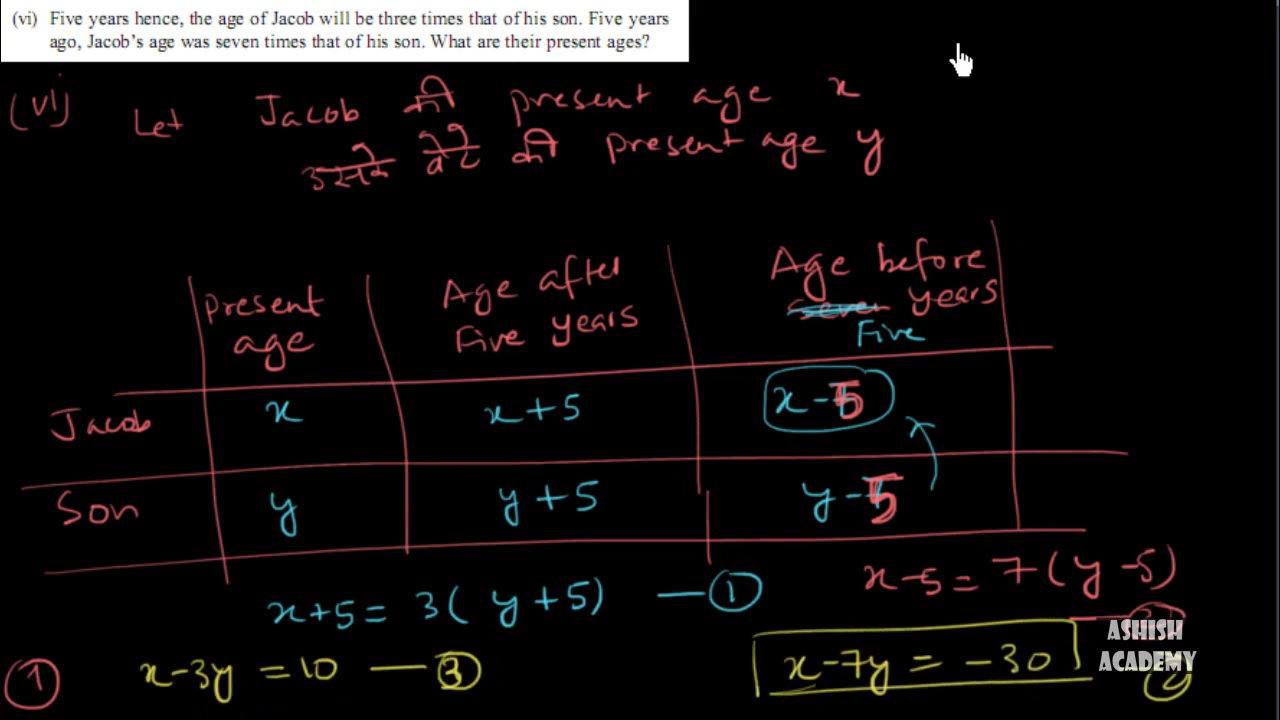 (vi) Five years hence, the age of Jacob will be three times that of his son. Five years
ago, Jacob's age was seven times that of his son. What are their present ages?
(vi) Let Jacob की present age x
उसके बेटे की present age y
Present age
Age after Five years
Age before years Five
Jacob x x+5 x-5
Son y y+5 y-5
x+5 = 3(y+5) — ①
x-5 = 7(y-5)
① x-3y = 10 — ③
x-7y = -30
ASHISH
ACADEMY